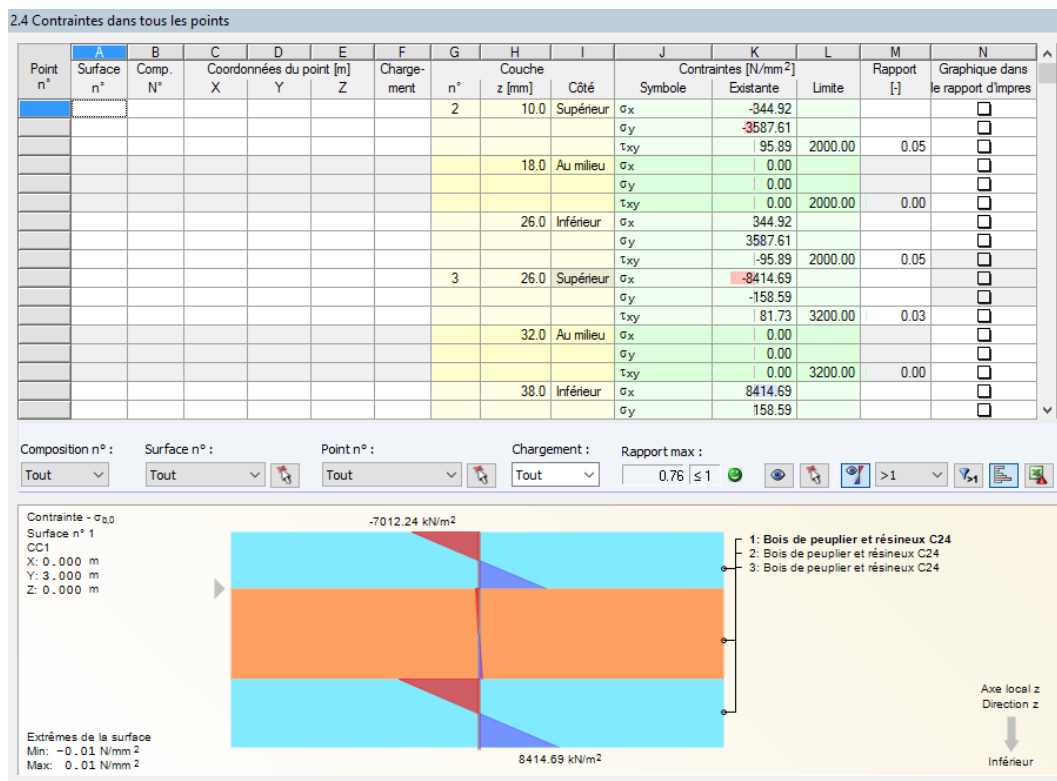 2.4 Contraintes dans tous les points
A B C D E F G H I J K L M N
Point Surface Comp. Coordonnées du point [m] Charge- Couche Contraintes [N/mm²] Rapport Graphique dans
n° n° N° X Y Z ment n° z [mm] Côté Symbole Existante Limite [-] le rapport d'impres
2 10.0 Supérieur σx -344.92
σy -3587.61
τxy 95.89 2000.00 0.05
18.0 Au milieu σx 0.00
σy 0.00
τxy 0.00 2000.00 0.00
26.0 Inférieur σx 344.92
σy 3587.61
τxy -95.89 2000.00 0.05
3 26.0 Supérieur σx -8414.69
σy -158.59
τxy 81.73 3200.00 0.03
32.0 Au milieu σx 0.00
σy 0.00
τxy 0.00 3200.00 0.00
38.0 Inférieur σx 8414.69
σy 158.59
Composition n° : Surface n° : Point n° : Chargement : Rapport max :
Tout Tout Tout Tout 0.76 ≤ 1 >1 >1
Contrainte - σb,0
Surface n° 1
CC1
X: 0.000 m
Y: 3.000 m
Z: 0.000 m
-7012.24 kN/m²
1: Bois de peuplier et résineux C24
2: Bois de peuplier et résineux C24
3: Bois de peuplier et résineux C24
Axe local z
Direction z
Inférieur
8414.69 kN/m²
Extrêmes de la surface
Min: -0.01 N/mm²
Max: 0.01 N/mm²